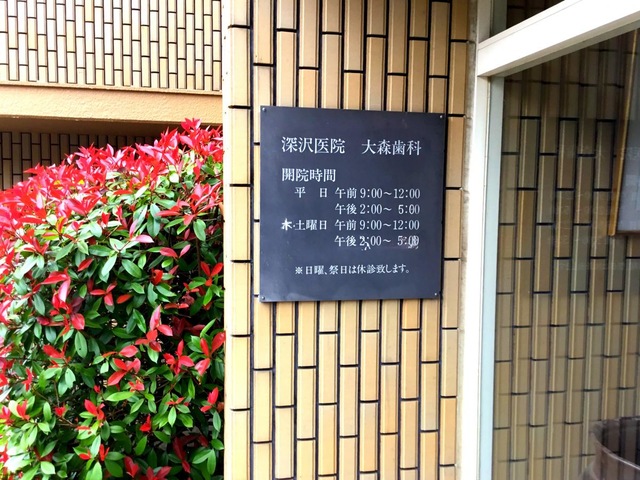 深沢医院　大森歯科
開院時間
平　日　午前 9:00～12:00
午後 2:00～ 5:00
木・土曜日　午前 9:00～12:00
午後 2:00～ 5:00
※日曜、祭日は休診致します。